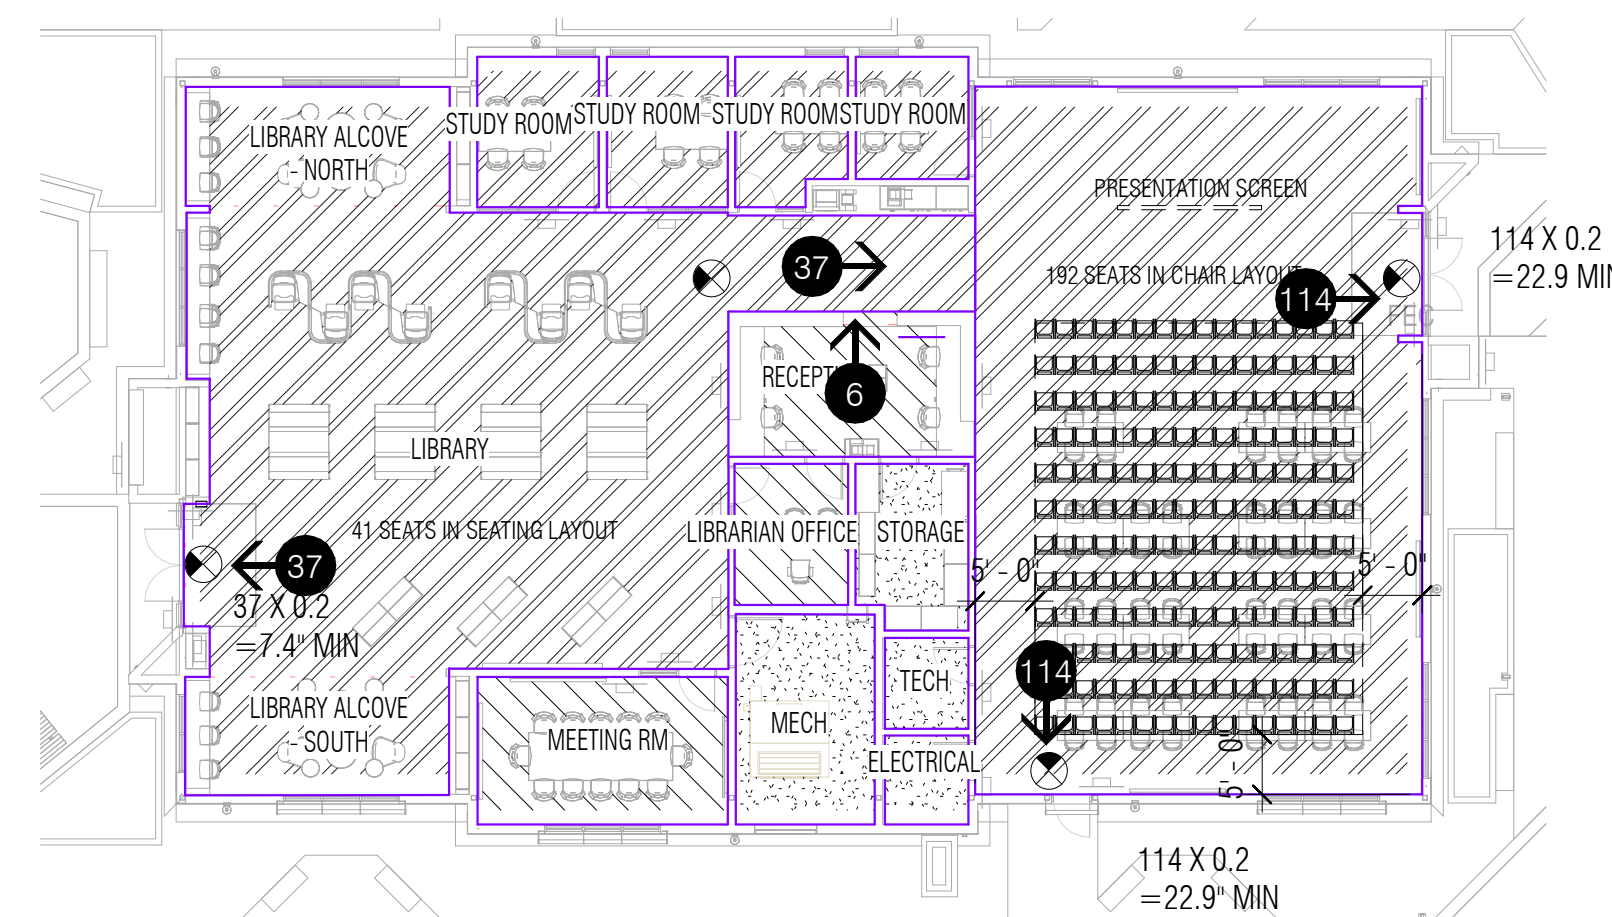 STUDY ROOM
STUDY ROOM
STUDY ROOM
STUDY ROOM
LIBRARY ALCOVE
- NORTH
PRESENTATION SCREEN
114 X 0.2
=22.9 MIN
37
192 SEATS IN CHAIR LAYOUT
114
FEC
6
LIBRARY
41 SEATS IN SEATING LAYOUT
LIBRARIAN OFFICE
STORAGE
5' - 0"
5' - 0"
37
37 X 0.2
=7.4" MIN
114
TECH
LIBRARY ALCOVE
- SOUTH
MEETING RM
MECH
ELECTRICAL
5' - 0"
114 X 0.2
=22.9" MIN